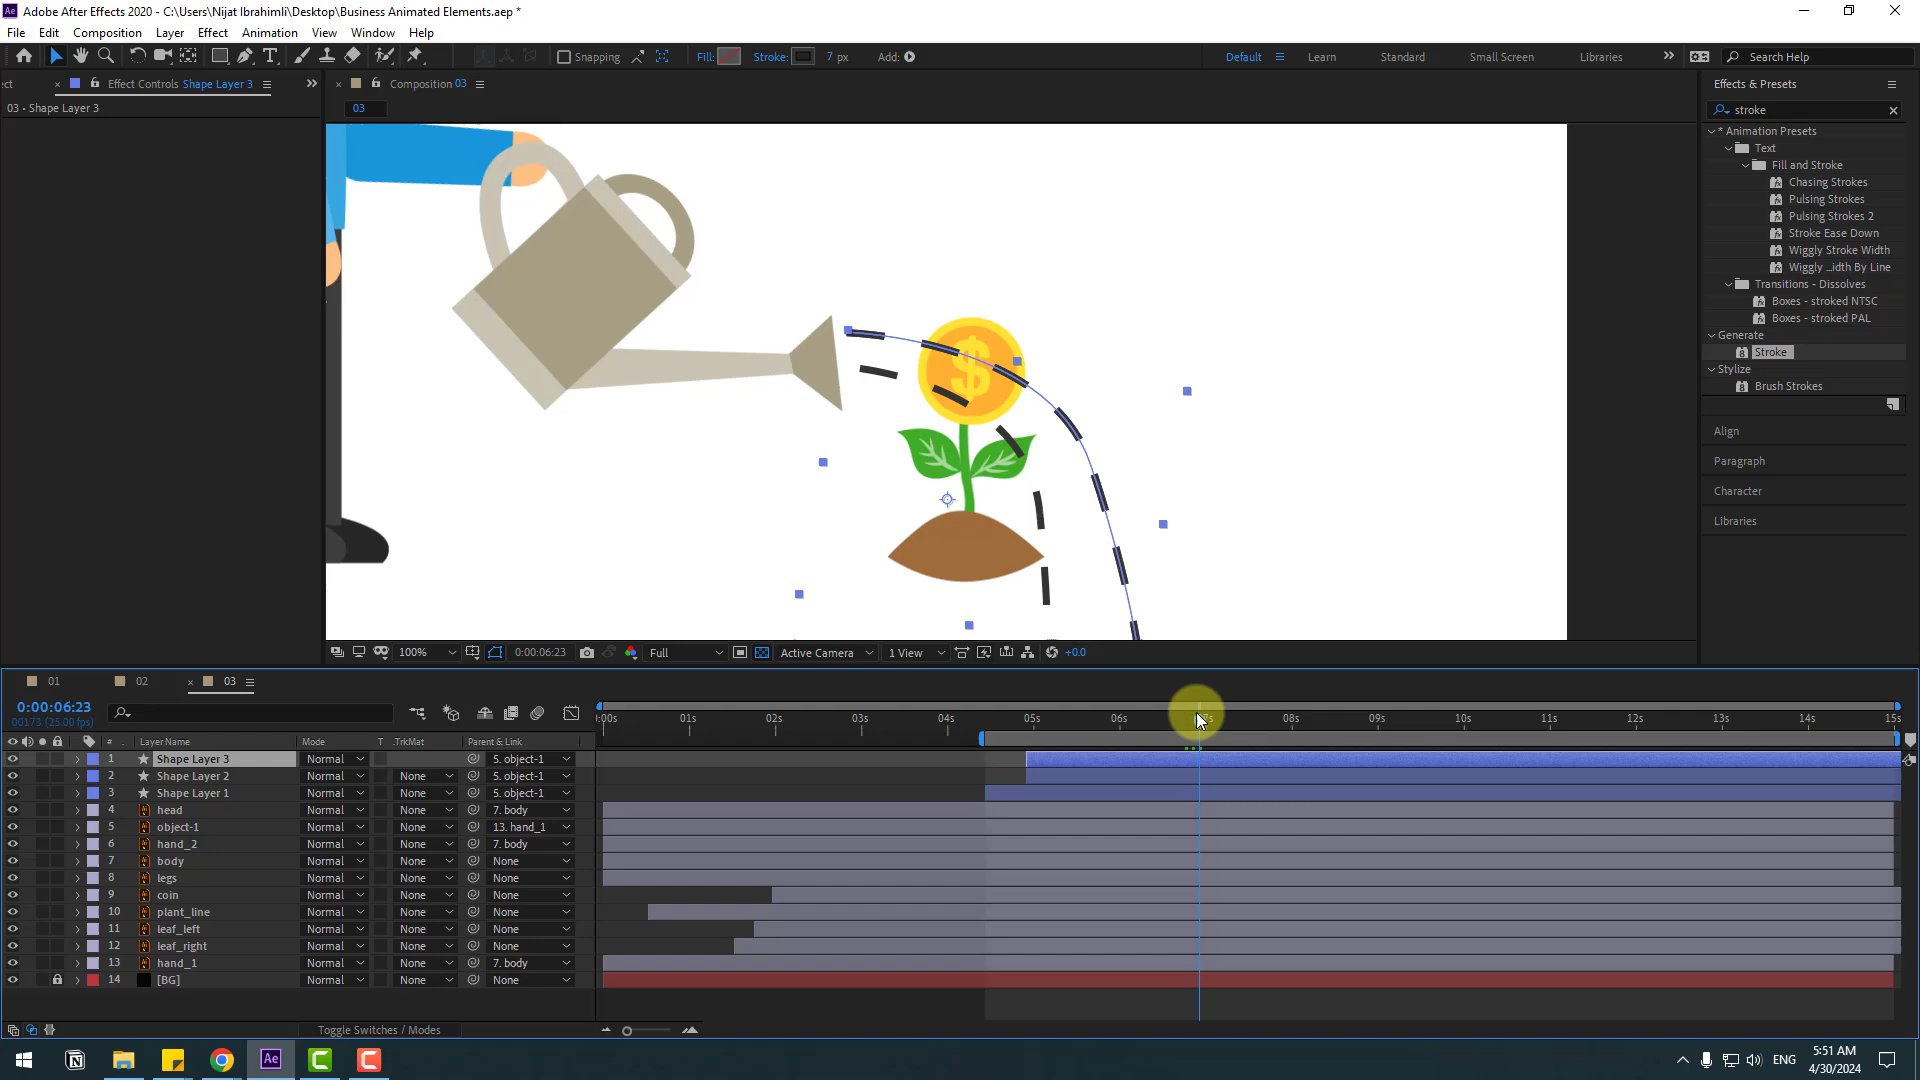 Ae Adobe After Effects 2020 - C:\Users\Nijat Ibrahimli\Desktop\Business Animated Elements.aep *
File Edit Composition Layer Effect Animation View Window Help
Snapping Fill: Stroke: 7 px Add: Default Learn Standard Small Screen Libraries Search Help
ect Effect Controls Shape Layer 3 Composition 03 Effects & Presets
03 • Shape Layer 3
03
stroke
* Animation Presets
Text
Fill and Stroke
Chasing Strokes
Pulsing Strokes
Pulsing Strokes 2
Stroke Ease Down
Wiggly Stroke Width
Wiggly ...idth By Line
Transitions - Dissolves
Boxes - stroked NTSC
Boxes - stroked PAL
Generate
Stroke
Stylize
Brush Strokes
Align
Paragraph
Character
Libraries
$
100% 0:00:06:23 Full Active Camera 1 View +0.0
01 02 03
0:00:06:23
00173 (25.00 fps)
:00s 01s 02s 03s 04s 05s 06s 7s 08s 09s 10s 11s 12s 13s 14s 15s
# Layer Name Mode T .TrkMat Parent & Link
1 Shape Layer 3 Normal 5. object-1
2 Shape Layer 2 Normal None 5. object-1
3 Shape Layer 1 Normal None 5. object-1
4 head Normal None 7. body
5 object-1 Normal None 13. hand_1
6 hand_2 Normal None 7. body
7 body Normal None None
8 legs Normal None None
9 coin Normal None None
10 plant_line Normal None None
11 leaf_left Normal None None
12 leaf_right Normal None None
13 hand_1 Normal None 7. body
14 [BG] Normal None None
Toggle Switches / Modes
Ae
ENG
5:51 AM
4/30/2024